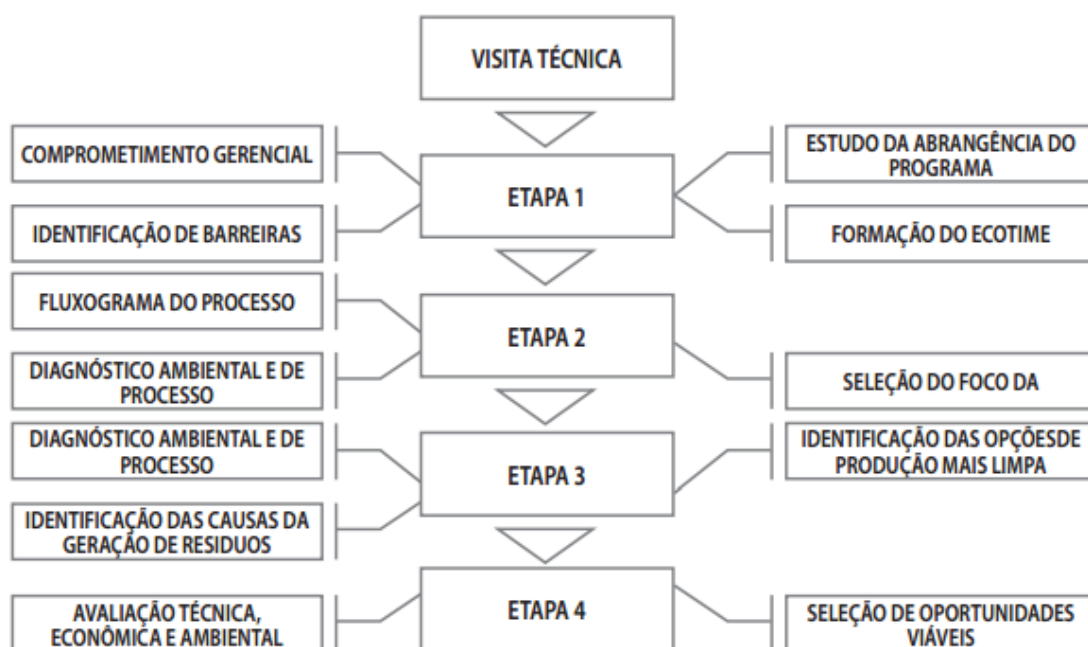 VISITA TÉCNICA
COMPROMETIMENTO GERENCIAL
ESTUDO DA ABRANGÊNCIA DO
PROGRAMA
ETAPA 1
IDENTIFICAÇÃO DE BARREIRAS
FORMAÇÃO DO ECOTIME
FLUXOGRAMA DO PROCESSO
ETAPA 2
DIAGNÓSTICO AMBIENTAL E DE
PROCESSO
SELEÇÃO DO FOCO DA
DIAGNÓSTICO AMBIENTAL E DE
PROCESSO
IDENTIFICAÇÃO DAS OPÇÕESDE
PRODUÇÃO MAIS LIMPA
ETAPA 3
IDENTIFICAÇÃO DAS CAUSAS DA
GERAÇÃO DE RESIDUOS
AVALIAÇÃO TÉCNICA,
ECONÔMICA E AMBIENTAL
ETAPA 4
SELEÇÃO DE OPORTUNIDADES
VIÁVEIS